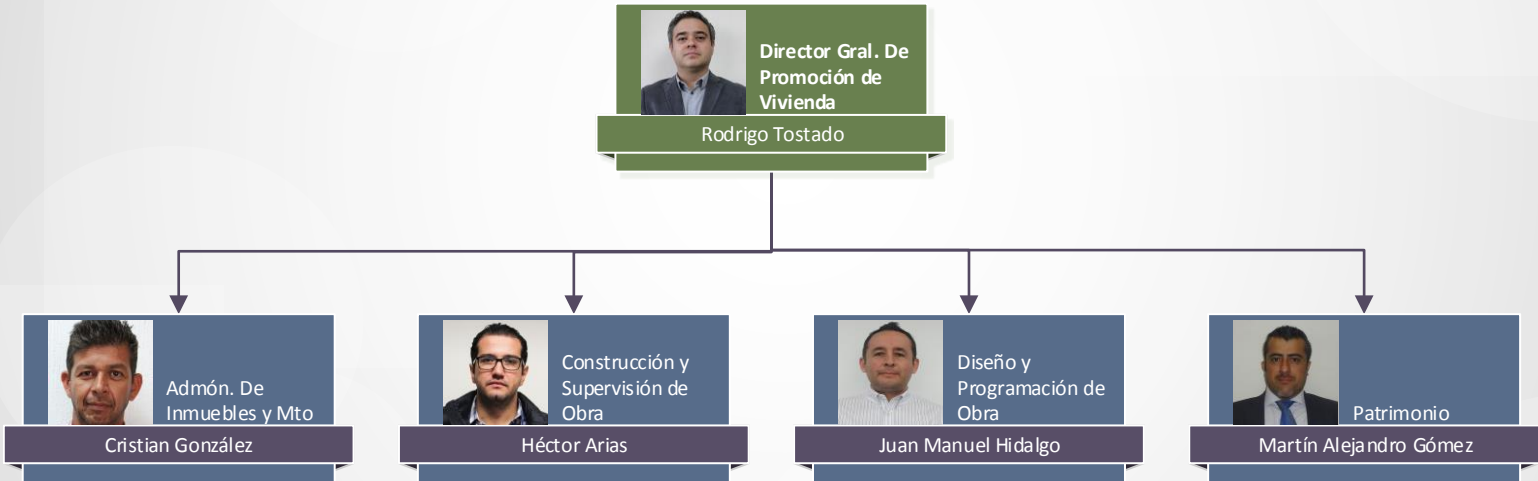 Director Gral. De
Promoción de
Vivienda
Rodrigo Tostado
Admón. De
Inmuebles y Mto
Cristian González
Construcción y
Supervisión de
Obra
Héctor Arias
Diseño y
Programación de
Obra
Juan Manuel Hidalgo
Patrimonio
Martín Alejandro Gómez